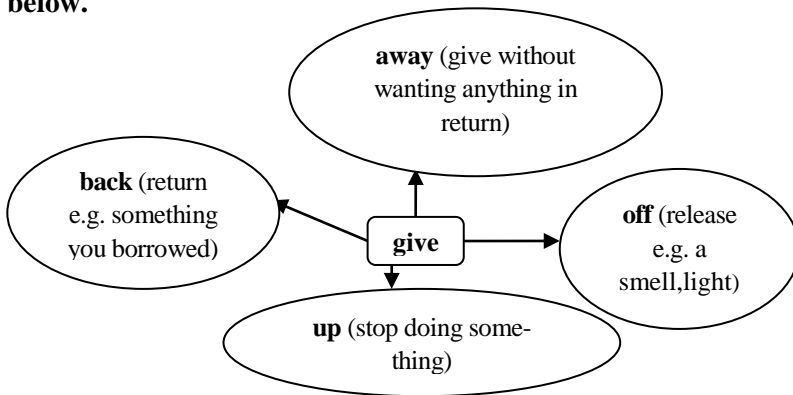 below.
away (give without
wanting anything in
return)
back (return
e.g. something
you borrowed)
give
off (release
e.g. a
smell,light)
up (stop doing some-
thing)